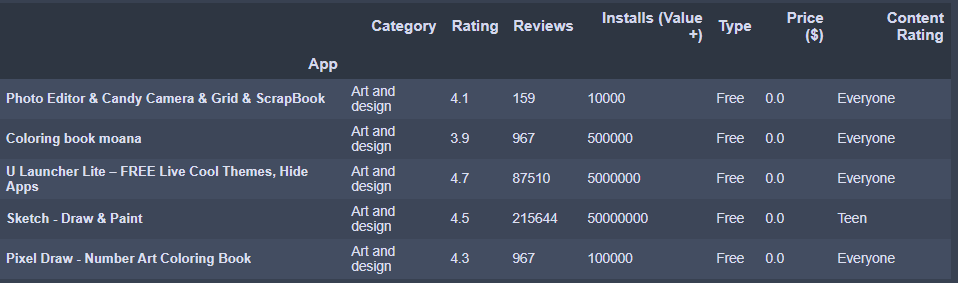 Category Rating Reviews Installs (Value +) Type Price ($) Content Rating
App
Photo Editor & Candy Camera & Grid & ScrapBook Art and design 4.1 159 10000 Free 0.0 Everyone
Coloring book moana Art and design 3.9 967 500000 Free 0.0 Everyone
U Launcher Lite – FREE Live Cool Themes, Hide Apps Art and design 4.7 87510 5000000 Free 0.0 Everyone
Sketch - Draw & Paint Art and design 4.5 215644 50000000 Free 0.0 Teen
Pixel Draw - Number Art Coloring Book Art and design 4.3 967 100000 Free 0.0 Everyone